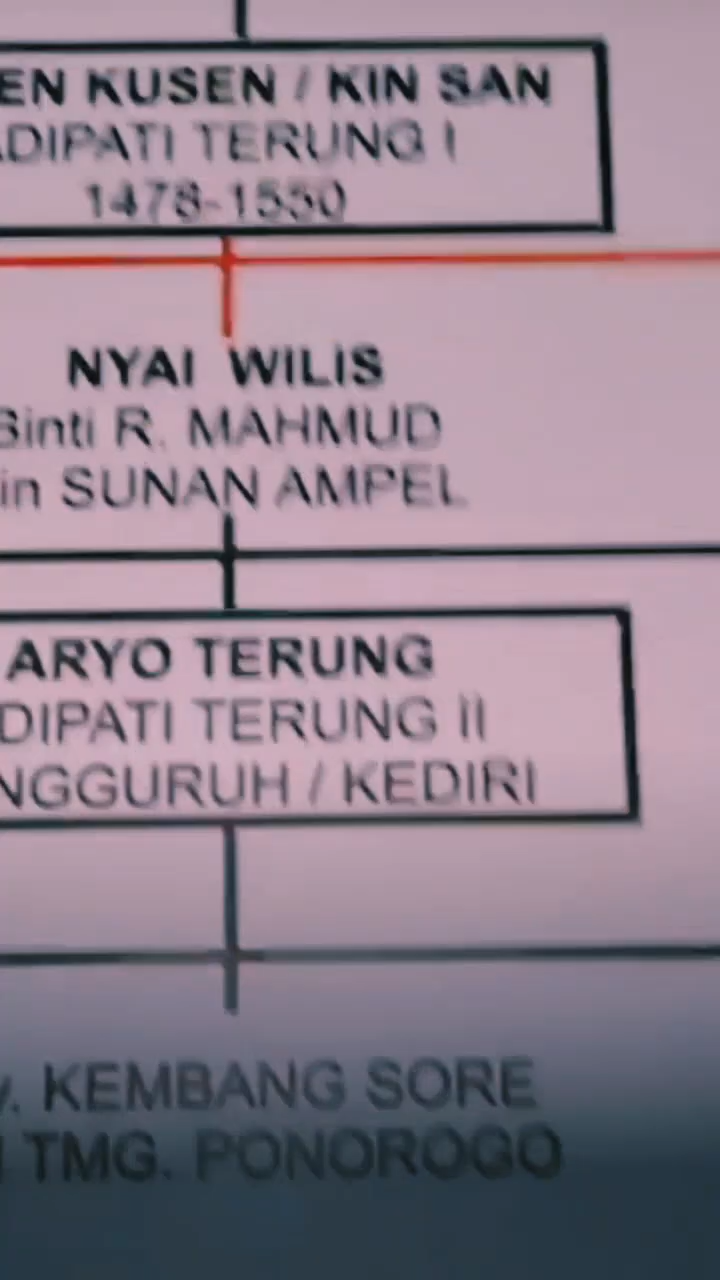 EN KUSEN / KIN SAN
ADIPATI TERUNG I
1478-1550
NYAI WILIS
Binti R. MAHMUD
in SUNAN AMPEL
ARYO TERUNG
DIPATI TERUNG II
NGGURUH / KEDIRI
y. KEMBANG SORE
TMG. PONOROGO